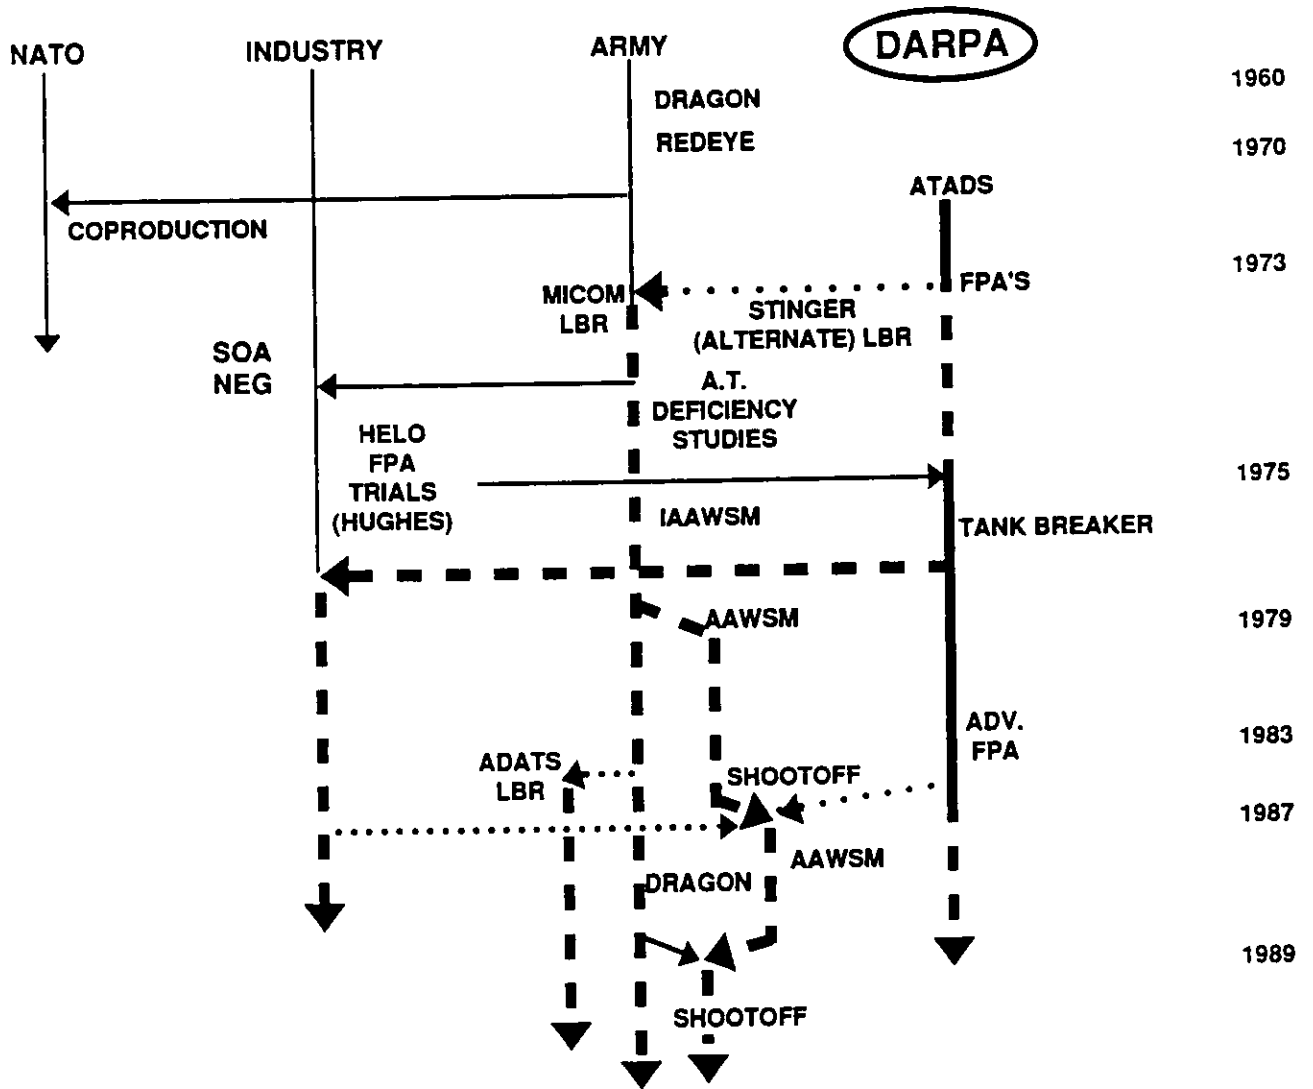 NATO
INDUSTRY
ARMY
DARPA
1960
DRAGON
REDEYE
1970
ATADS
COPRODUCTION
1973
FPA'S
MICOM
LBR
STINGER
(ALTERNATE) LBR
SOA
NEG
A.T.
DEFICIENCY
STUDIES
HELO
FPA
TRIALS
(HUGHES)
1975
IAAWSM
TANK BREAKER
AAWSM
1979
ADV.
FPA
1983
ADATS
LBR
SHOOTOFF
1987
AAWSM
DRAGON
1989
SHOOTOFF